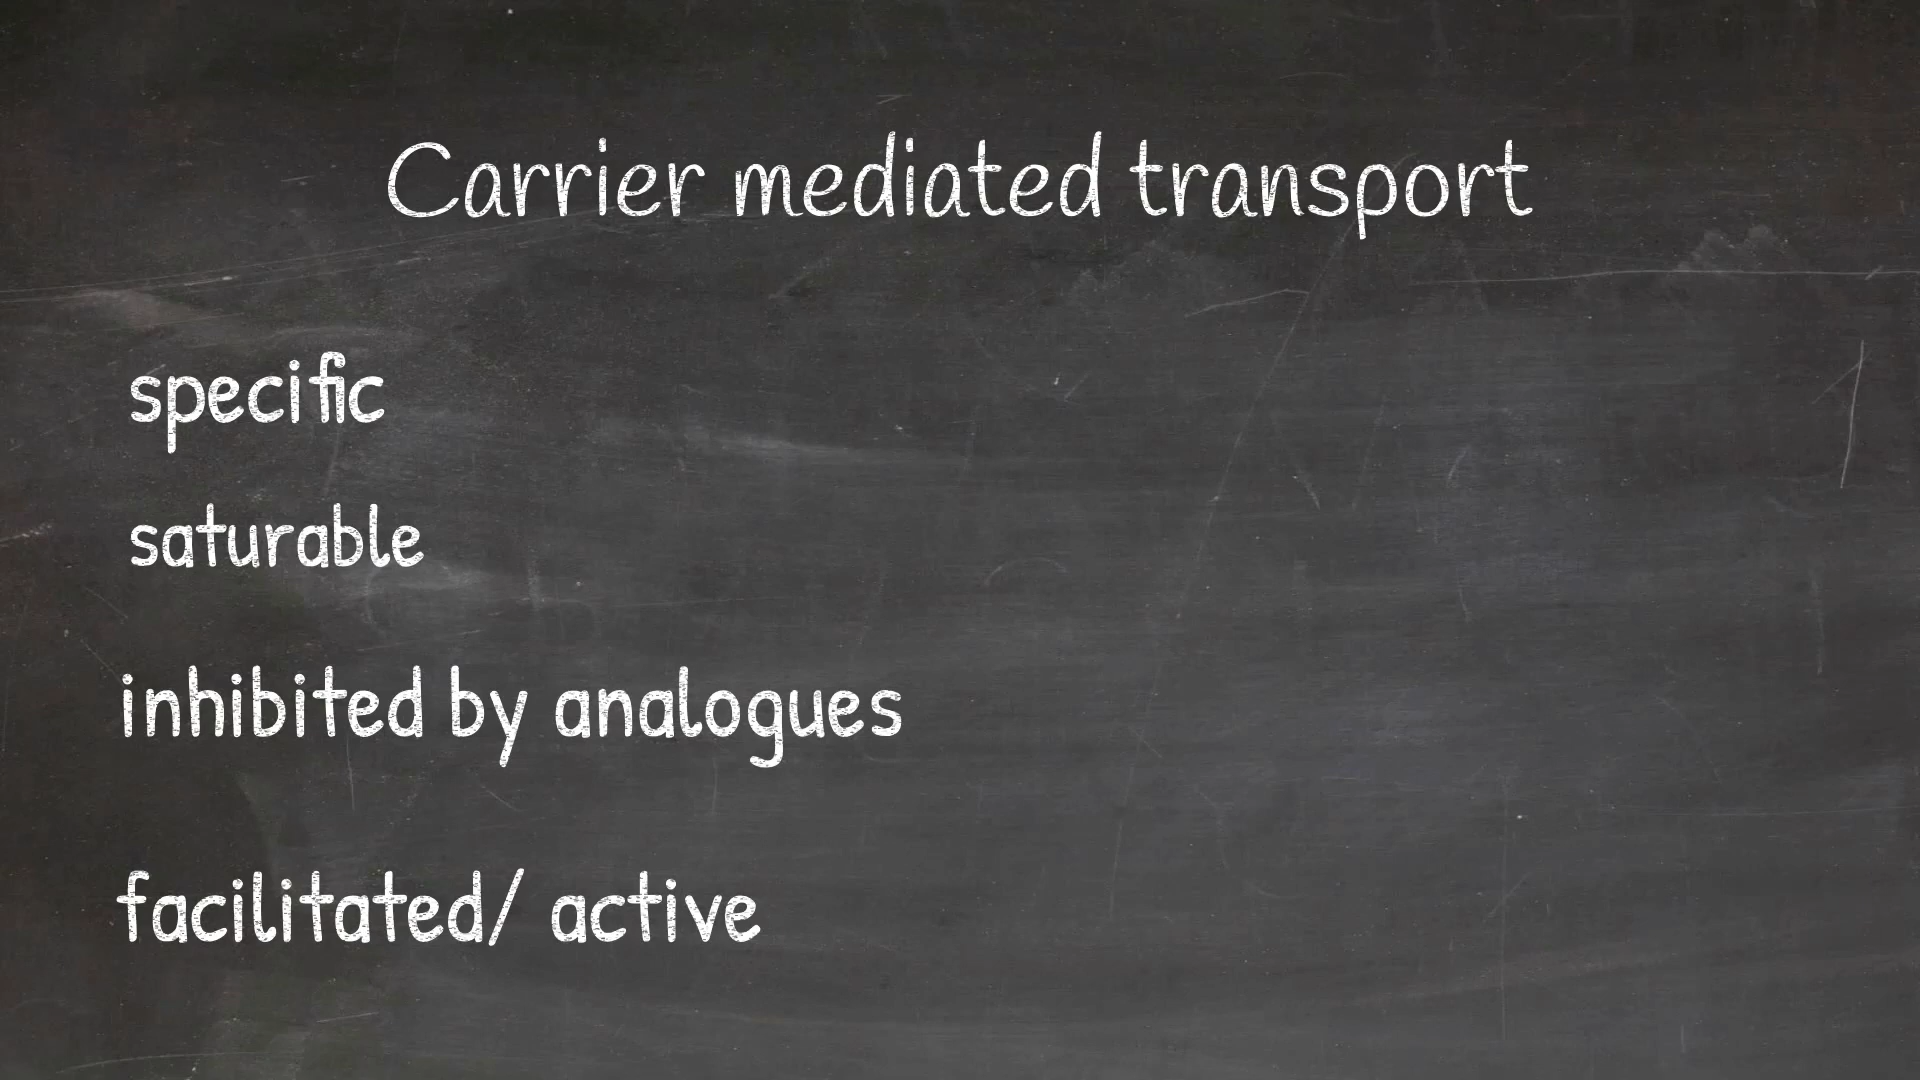 Carrier mediated transport
specific
saturable
inhibited by analogues
facilitated/ active